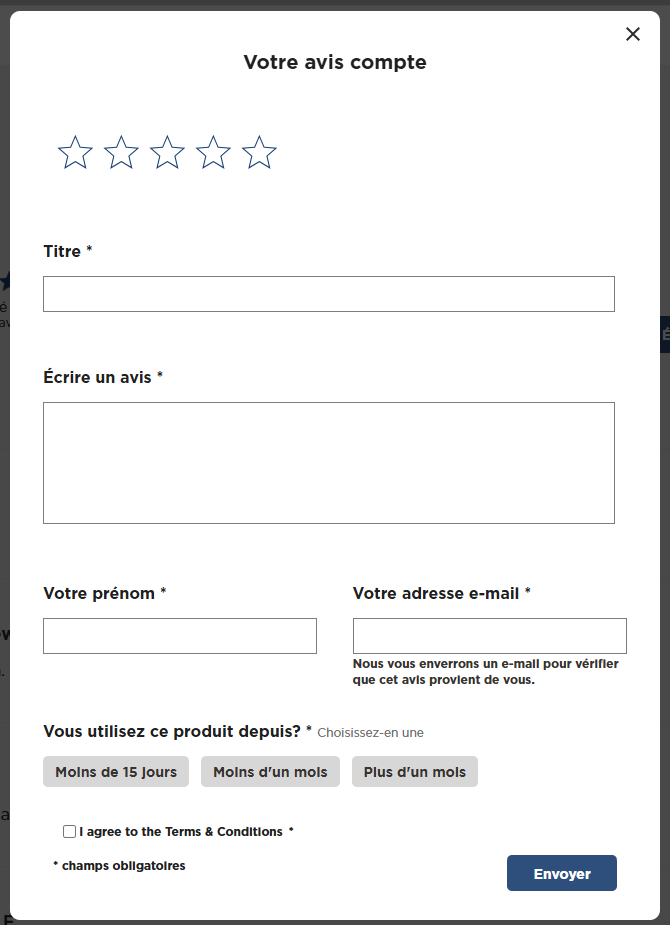 Votre avis compte
Titre *
Écrire un avis *
Votre prénom *
Votre adresse e-mail *
Nous vous enverrons un e-mail pour vérifier
que cet avis provient de vous.
Vous utilisez ce produit depuis? * Choisissez-en une
Moins de 15 jours
Moins d'un mois
Plus d'un mois
I agree to the Terms & Conditions *
* champs obligatoires
Envoyer